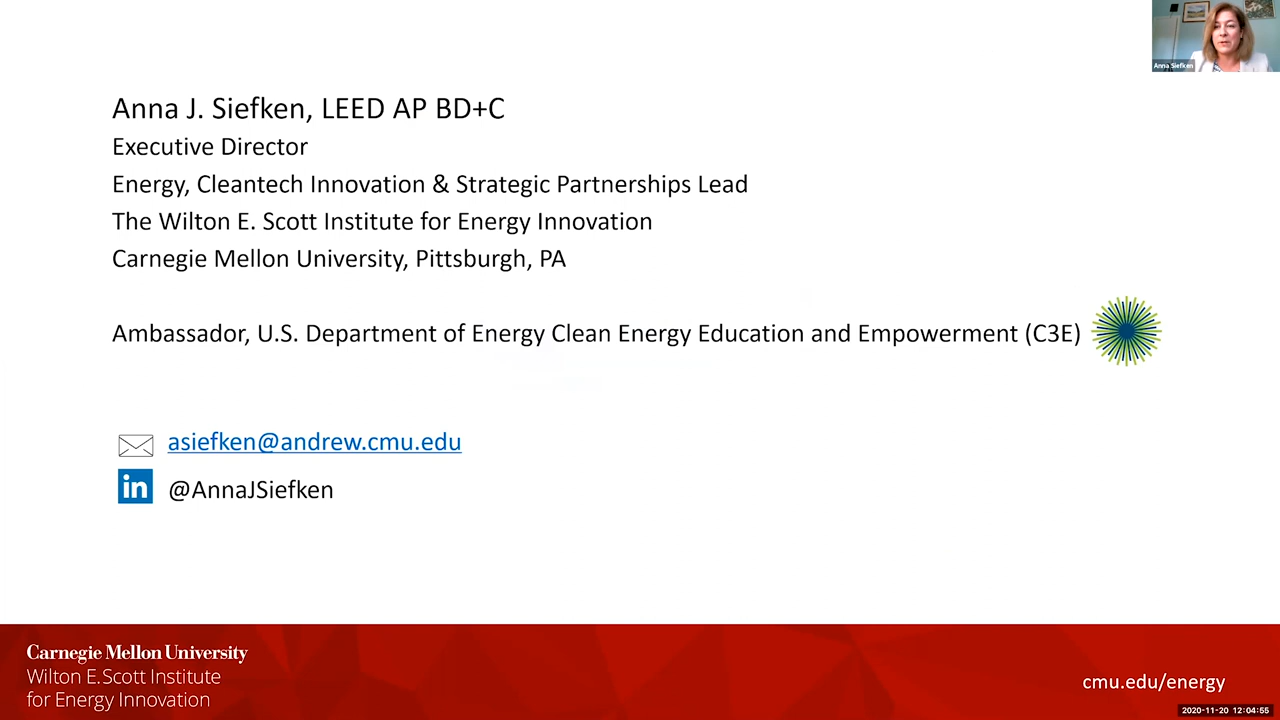 Anna Siefken
Anna J. Siefken, LEED AP BD+C
Executive Director
Energy, Cleantech Innovation & Strategic Partnerships Lead
The Wilton E. Scott Institute for Energy Innovation
Carnegie Mellon University, Pittsburgh, PA
Ambassador, U.S. Department of Energy Clean Energy Education and Empowerment (C3E)
asiefken@andrew.cmu.edu
in @AnnaJSiefken
Carnegie Mellon University
Wilton E. Scott Institute
for Energy Innovation
cmu.edu/energy
2020-11-20 12:04:55